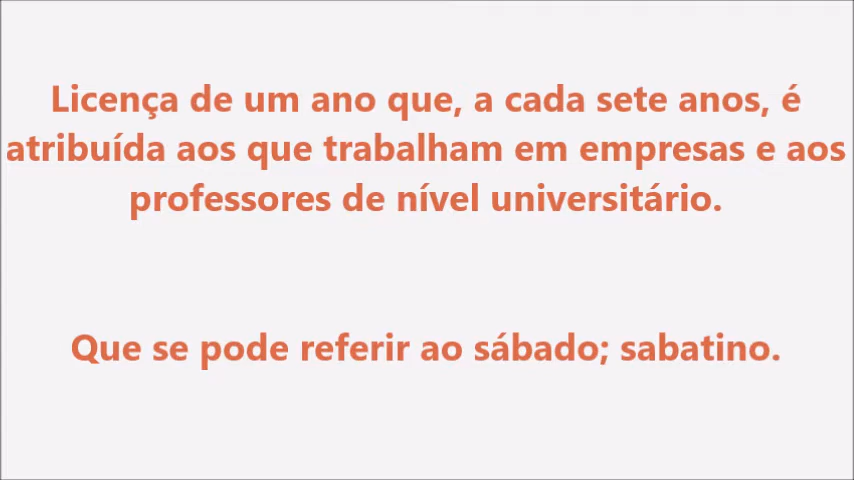 Licença de um ano que, a cada sete anos, é
atribuída aos que trabalham em empresas e aos
professores de nível universitário.
Que se pode referir ao sábado; sabatino.